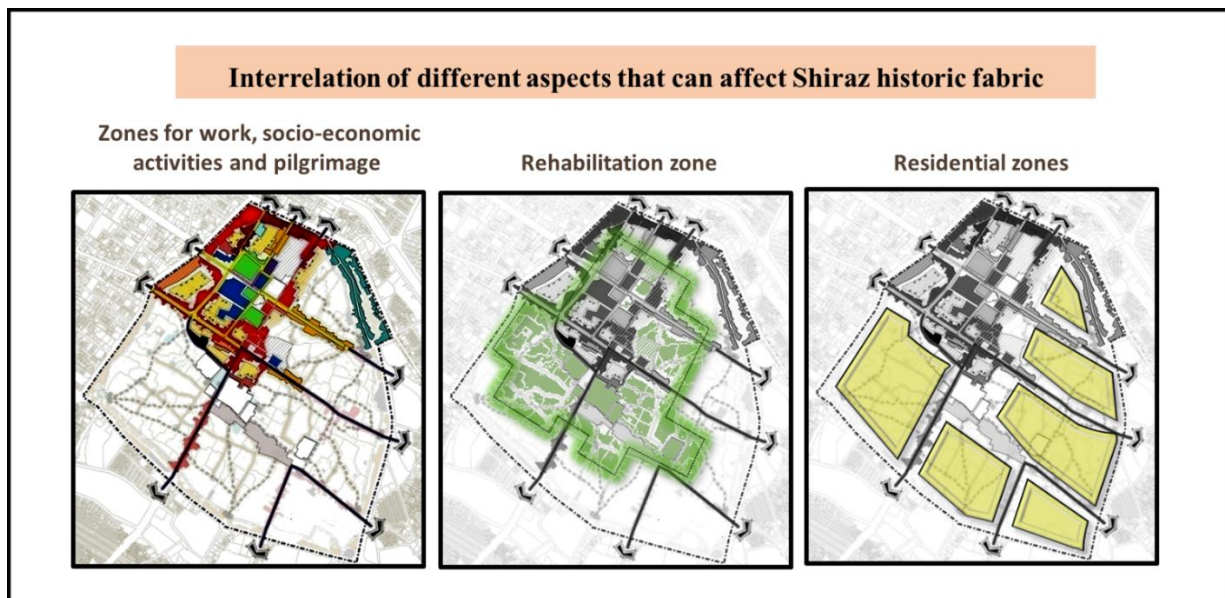 Interrelation of different aspects that can affect Shiraz historic fabric
Zones for work, socio-economic
activities and pilgrimage
Rehabilitation zone
Residential zones